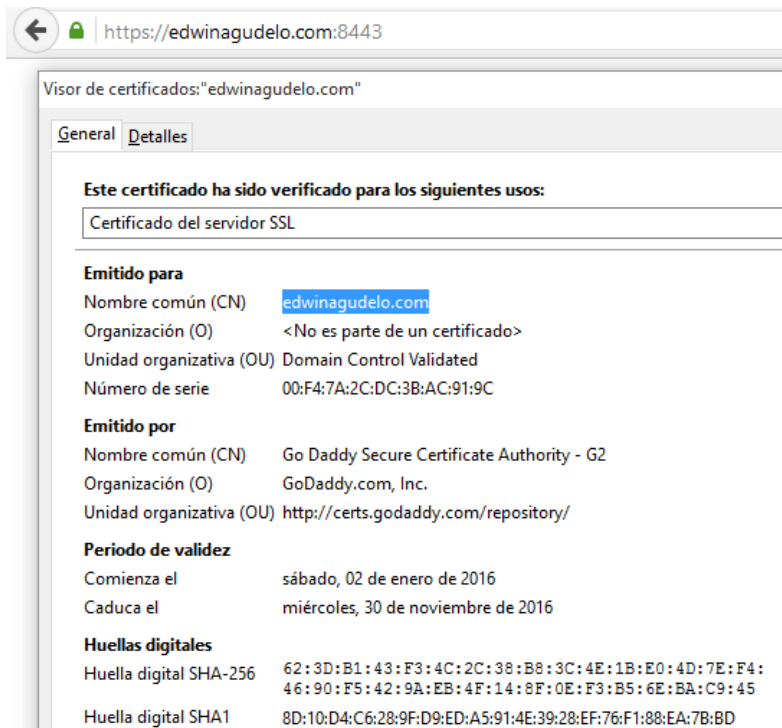 https://edwinagudelo.com:8443
Visor de certificados:"edwinagudelo.com"
General Detalles
Este certificado ha sido verificado para los siguientes usos:
Certificado del servidor SSL
Emitido para
Nombre común (CN) edwinagudelo.com
Organización (O) <No es parte de un certificado>
Unidad organizativa (OU) Domain Control Validated
Número de serie 00:F4:7A:2C:DC:3B:AC:91:9C
Emitido por
Nombre común (CN) Go Daddy Secure Certificate Authority - G2
Organización (O) GoDaddy.com, Inc.
Unidad organizativa (OU) http://certs.godaddy.com/repository/
Periodo de validez
Comienza el sábado, 02 de enero de 2016
Caduca el miércoles, 30 de noviembre de 2016
Huellas digitales
Huella digital SHA-256 62:3D:B1:43:F3:4C:2C:38:B8:3C:4E:1B:E0:4D:7E:F4:
46:90:F5:42:9A:EB:4F:14:8F:0E:F3:B5:6E:BA:C9:45
Huella digital SHA1 8D:10:D4:C6:28:9F:D9:ED:A5:91:4E:39:28:EF:76:F1:88:EA:7B:BD